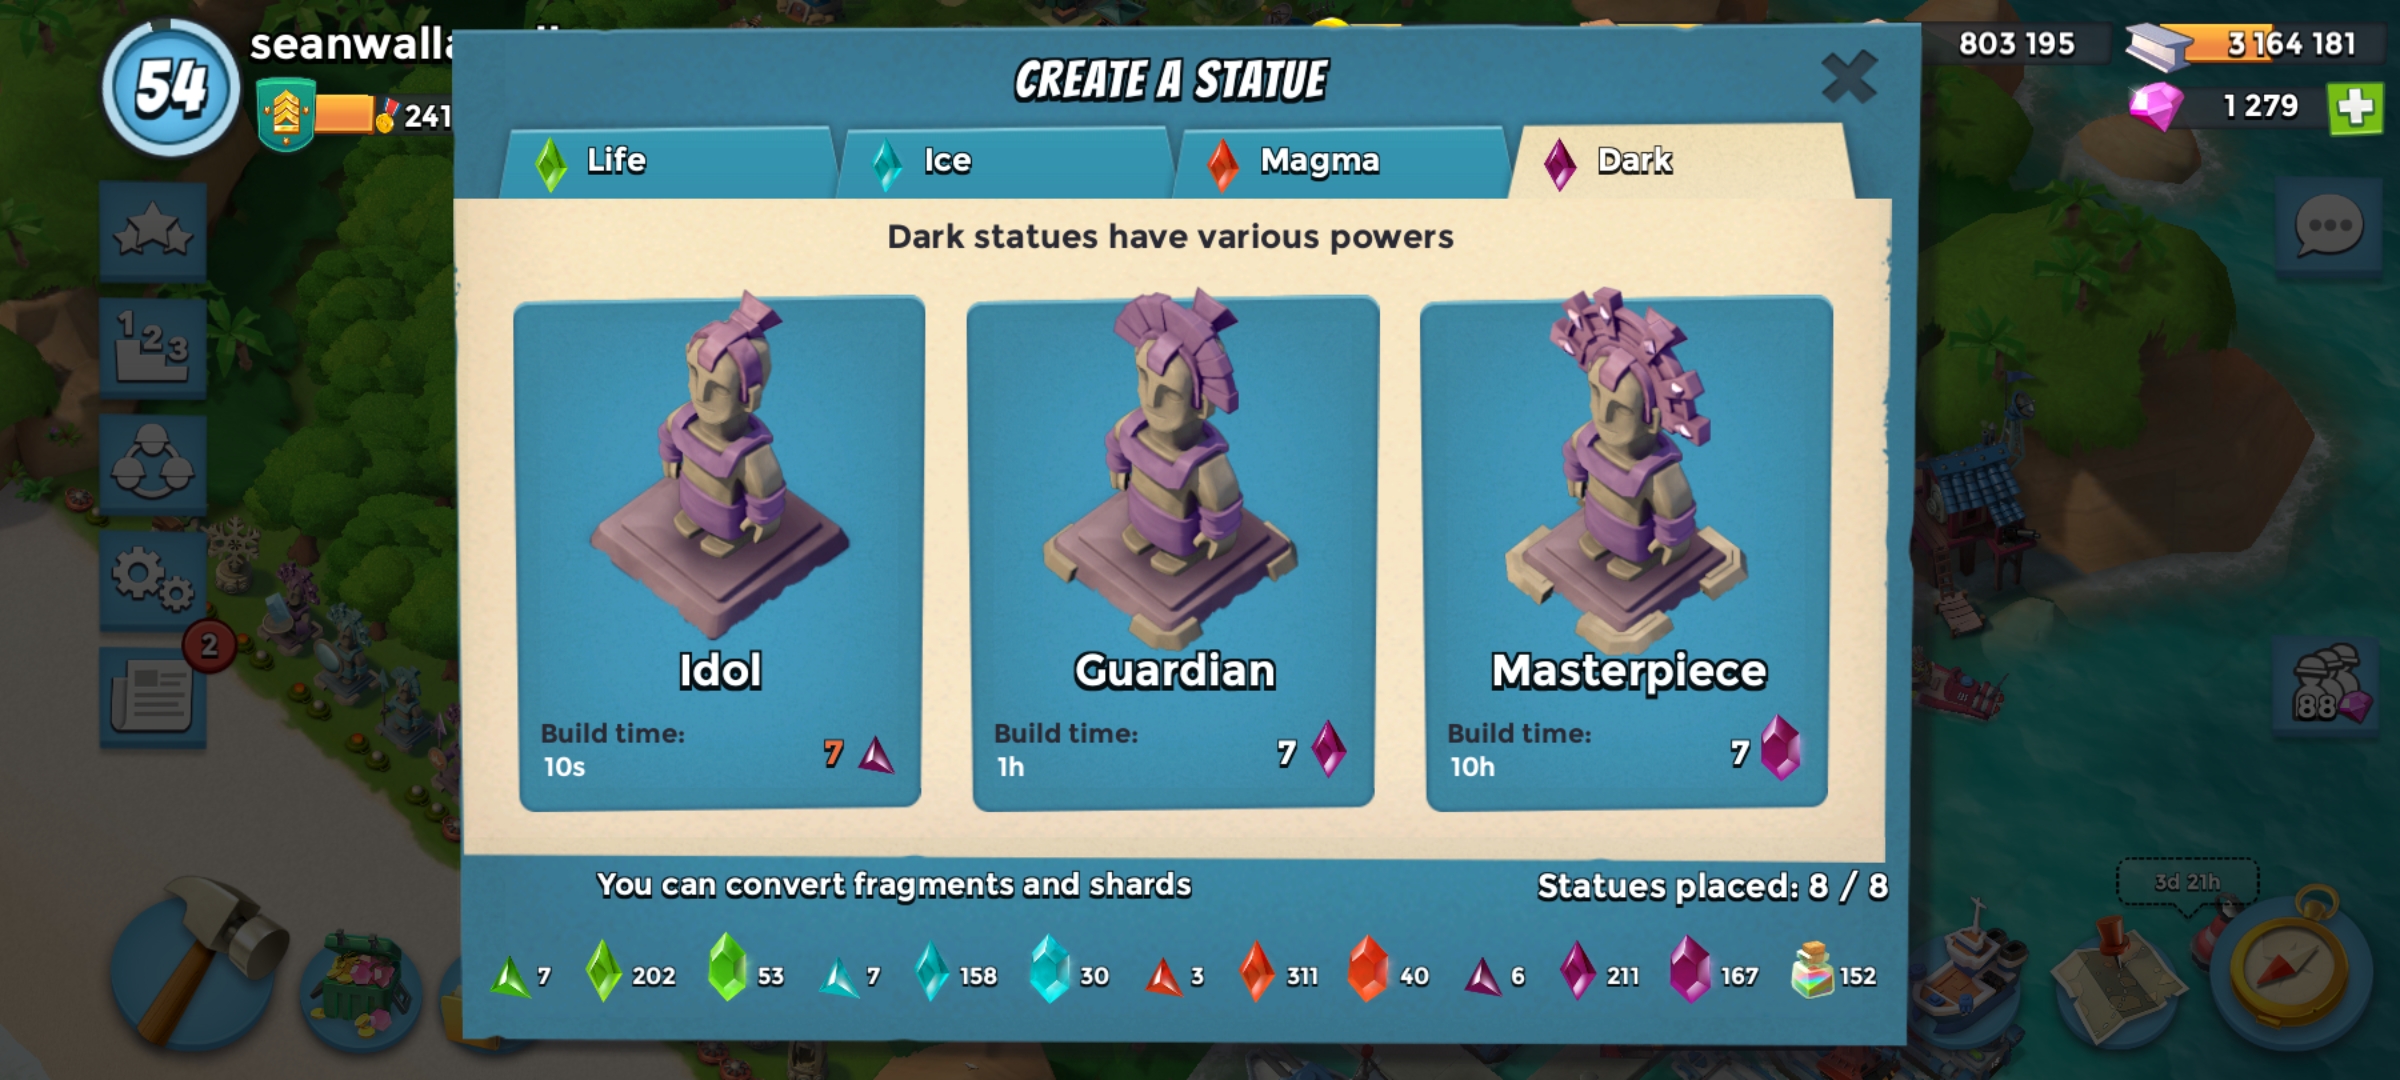 54
241
803 195
3 164 181
1 279
CREATE A STATUE
Life
Ice
Magma
Dark
Dark statues have various powers
Idol
Build time:
10s
7
Guardian
Build time:
1h
7
Masterpiece
Build time:
10h
7
You can convert fragments and shards
Statues placed: 8 / 8
7 202 53 7 158 30 3 311 40 6 211 167 152
1 2 3
2
88
3d 21h